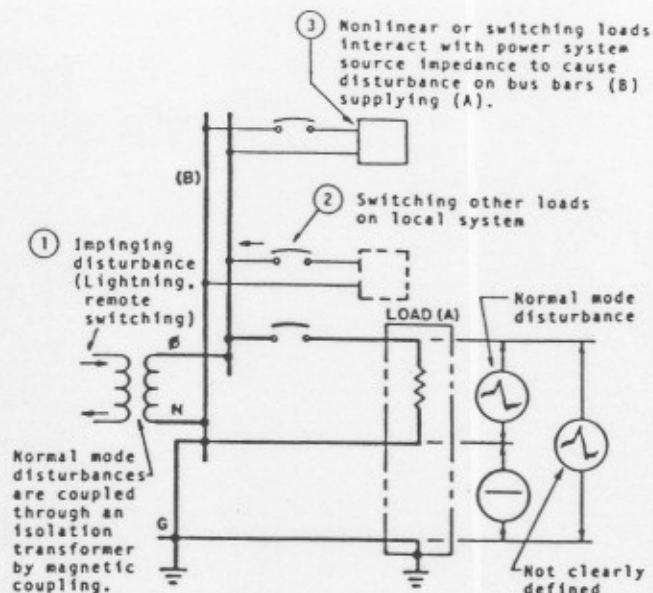 3 Nonlinear or switching loads
interact with power system
source impedance to cause
disturbance on bus bars (B)
supplying (A).
(B)
2 Switching other loads
on local system
1 Impinging
disturbance
(Lightning,
remote
switching)
Normal mode
disturbance
LOAD (A)
Ø
N
Normal mode
disturbances
are coupled
through an
isolation
transformer
by magnetic
coupling.
G
Not clearly
defined